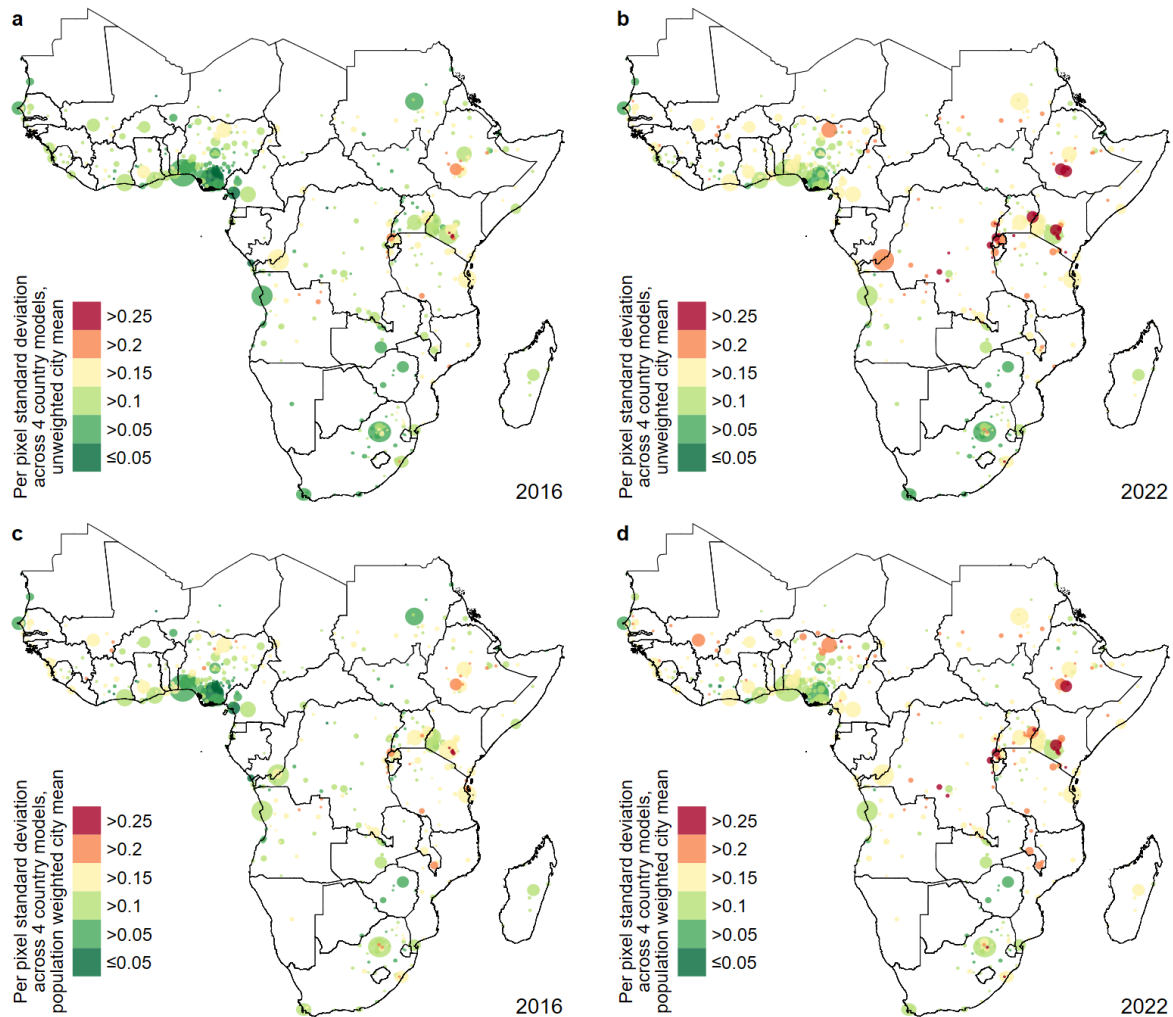 a
Per pixel standard deviation
across 4 country models,
unweighted city mean
>0.25
>0.2
>0.15
>0.1
>0.05
≤0.05
2016
b
Per pixel standard deviation
across 4 country models,
unweighted city mean
>0.25
>0.2
>0.15
>0.1
>0.05
≤0.05
2022
c
Per pixel standard deviation
across 4 country models,
population weighted city mean
>0.25
>0.2
>0.15
>0.1
>0.05
≤0.05
2016
d
Per pixel standard deviation
across 4 country models,
population weighted city mean
>0.25
>0.2
>0.15
>0.1
>0.05
≤0.05
2022